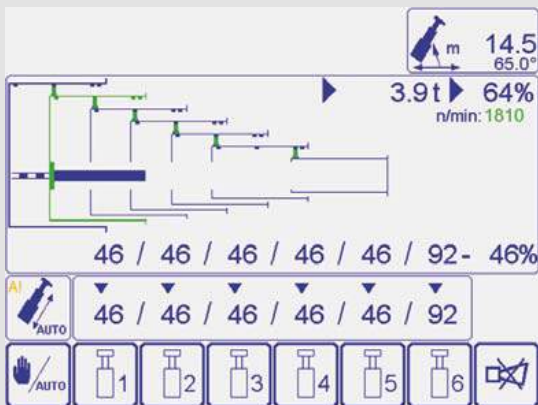 m 14.5
65.0°
3.9 t 64%
n/min: 1810
46 / 46 / 46 / 46 / 46 / 92 - 46%
A!
AUTO
46 / 46 / 46 / 46 / 46 / 92
/AUTO 1 2 3 4 5 6